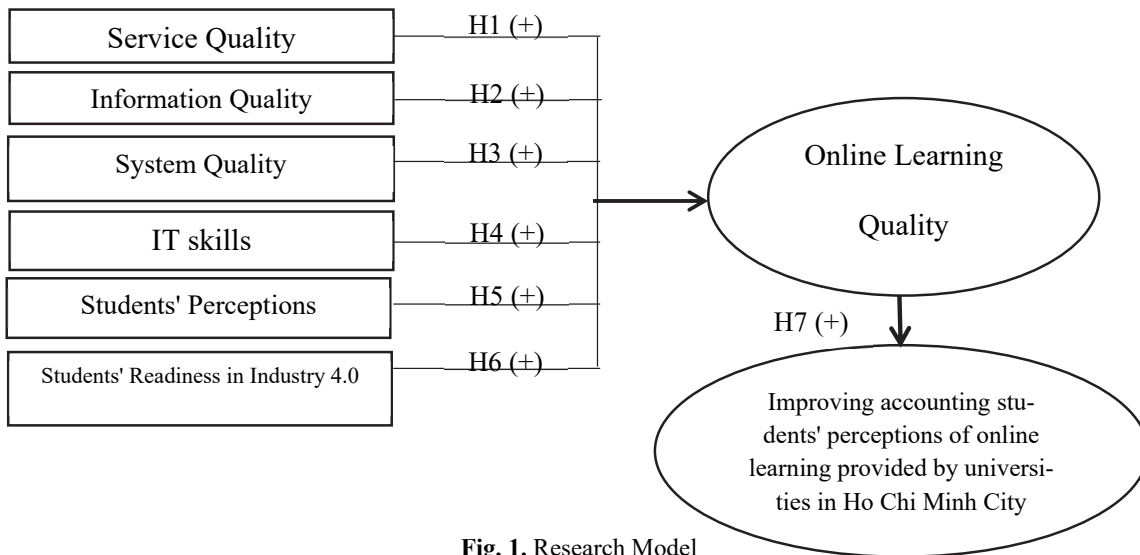 Service Quality
H1 (+)
Information Quality
H2 (+)
System Quality
H3 (+)
IT skills
H4 (+)
Students' Perceptions
H5 (+)
Students' Readiness in Industry 4.0
H6 (+)
Online Learning
Quality
H7 (+)
Improving accounting stu-
dents' perceptions of online
learning provided by universi-
ties in Ho Chi Minh City
Fig. 1. Research Model